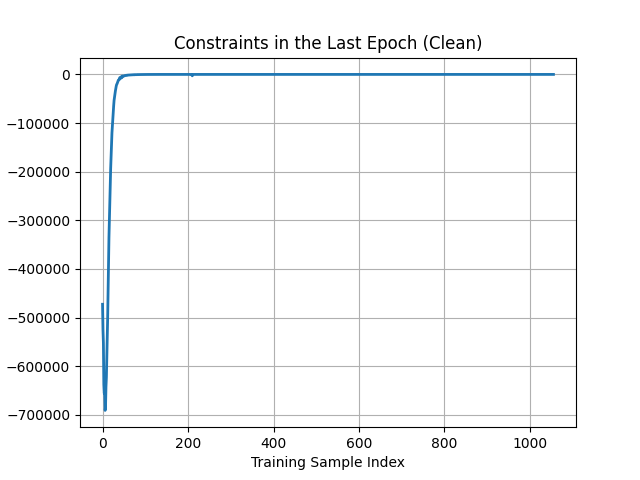 Constraints in the Last Epoch (Clean)
0
−100000
−200000
−300000
−400000
−500000
−600000
−700000
0 200 400 600 800 1000
Training Sample Index